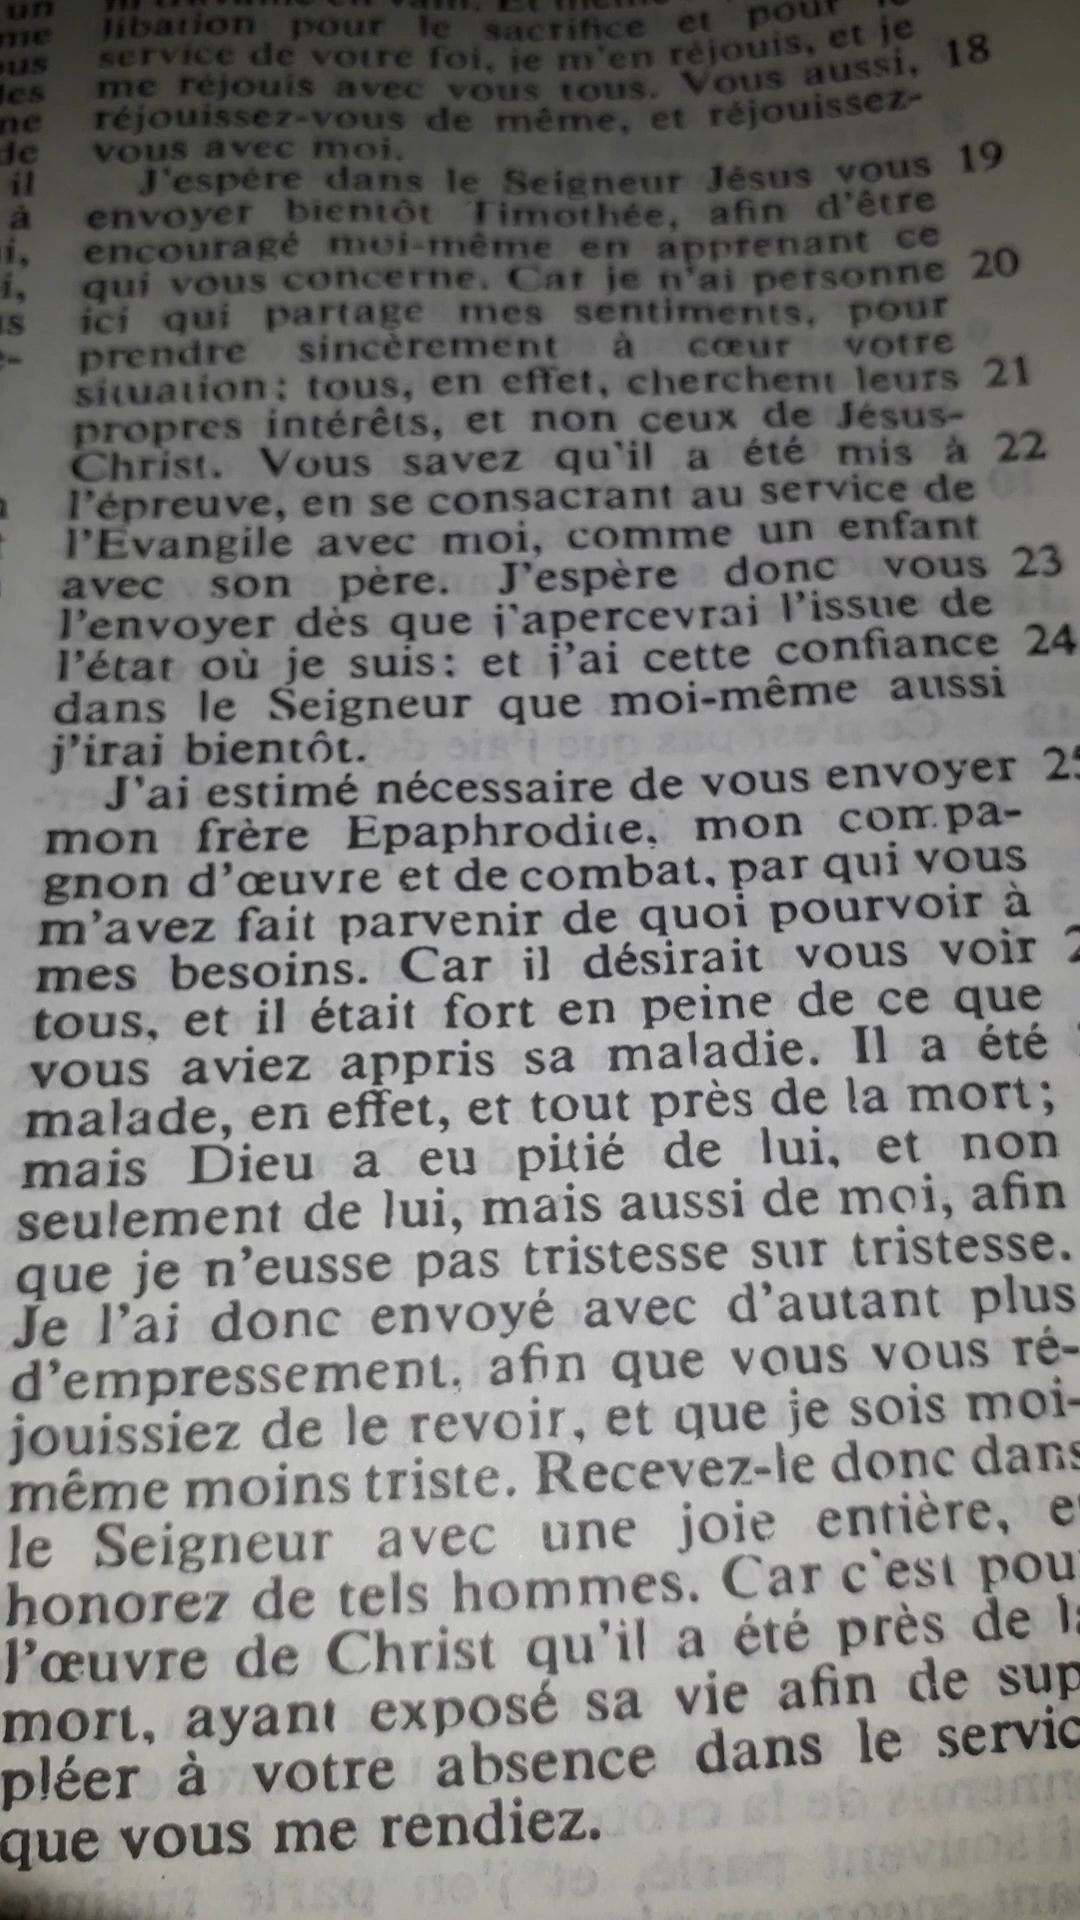 libation pour le sacrifice et pour
service de votre foi, je m'en réjouis, et je
me réjouis avec vous tous. Vous aussi, 18
réjouissez-vous de même, et réjouissez-
vous avec moi.
J'espère dans le Seigneur Jésus vous 19
envoyer bientôt Timothée, afin d'être
encouragé moi-même en apprenant ce
qui vous concerne. Car je n'ai personne 20
ici qui partage mes sentiments, pour
prendre sincèrement à cœur votre
situation; tous, en effet, cherchent leurs 21
propres intérêts, et non ceux de Jésus-
Christ. Vous savez qu'il a été mis à 22
l'épreuve, en se consacrant au service de
l'Evangile avec moi, comme un enfant
avec son père. J'espère donc vous 23
l'envoyer dès que j'apercevrai l'issue de
l'état où je suis; et j'ai cette confiance 24
dans le Seigneur que moi-même aussi
j'irai bientôt.
J'ai estimé nécessaire de vous envoyer 25
mon frère Epaphrodite, mon compa-
gnon d'œuvre et de combat, par qui vous
m'avez fait parvenir de quoi pourvoir à
mes besoins. Car il désirait vous voir 2
tous, et il était fort en peine de ce que
vous aviez appris sa maladie. Il a été
malade, en effet, et tout près de la mort;
mais Dieu a eu pitié de lui, et non
seulement de lui, mais aussi de moi, afin
que je n'eusse pas tristesse sur tristesse.
Je l'ai donc envoyé avec d'autant plus
d'empressement, afin que vous vous ré-
jouissiez de le revoir, et que je sois moi-
même moins triste. Recevez-le donc dans
le Seigneur avec une joie entière, e
honorez de tels hommes. Car c'est pou
l'œuvre de Christ qu'il a été près de la
mort, ayant exposé sa vie afin de sup
pléer à votre absence dans le servic
que vous me rendiez.